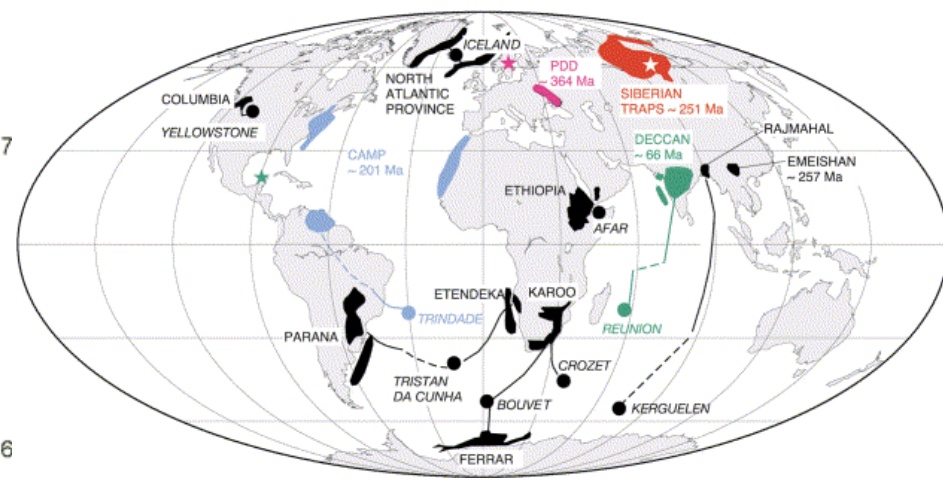 ICELAND
NORTH
ATLANTIC
PROVINCE
PDD
~ 364 Ma
SIBERIAN
TRAPS ~ 251 Ma
COLUMBIA
YELLOWSTONE
7
CAMP
~ 201 Ma
DECCAN
~ 66 Ma
RAJMAHAL
EMEISHAN
~ 257 Ma
ETHIOPIA
AFAR
ETENDEKA
KAROO
TRINDADE
REUNION
PARANA
TRISTAN
DA CUNHA
CROZET
BOUVET
KERGUELEN
6
FERRAR